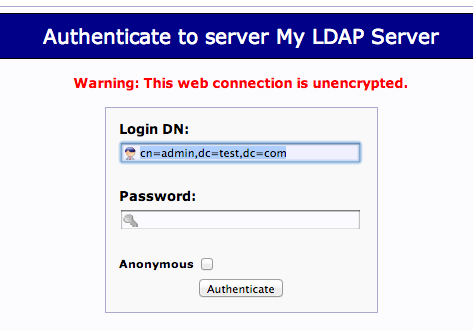 Authenticate to server My LDAP Server
Warning: This web connection is unencrypted.
Login DN:
cn=admin,dc=test,dc=com
Password:
Anonymous
Authenticate